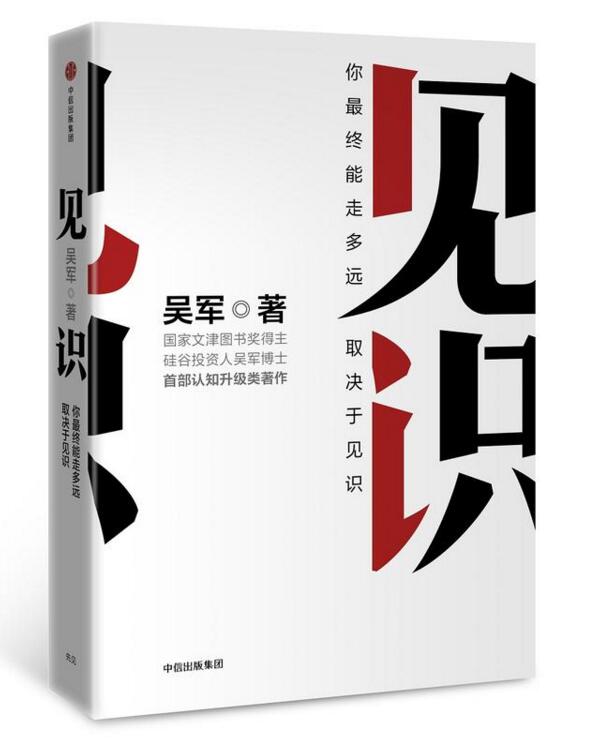 中信出版集团
见识
吴军◎著
你最终能走多远
取决于见识
先见
你最终能走多远 取决于见识
见识
吴军◎著
国家文津图书奖得主
硅谷投资人吴军博士
首部认知升级类著作
中信出版集团